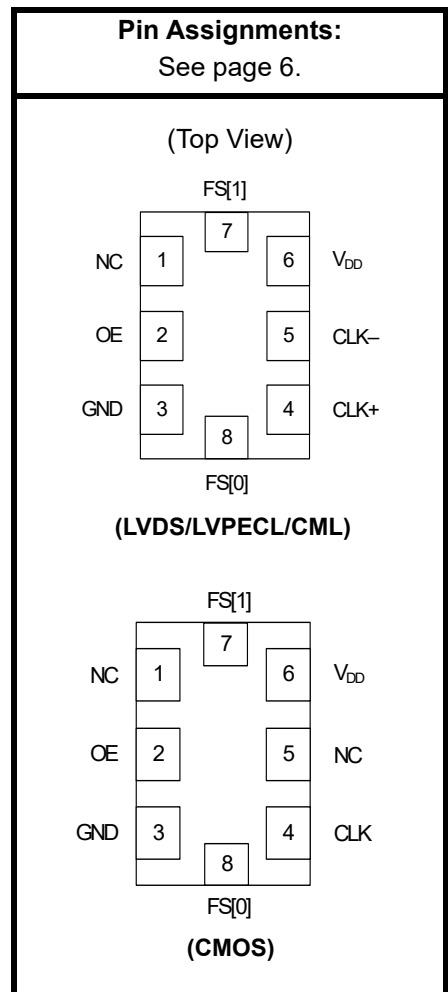 Pin Assignments:
See page 6.
(Top View)
FS[1]
7
NC 1 6 VDD
OE 2 5 CLK–
GND 3 4 CLK+
8
FS[0]
(LVDS/LVPECL/CML)
FS[1]
7
NC 1 6 VDD
OE 2 5 NC
GND 3 4 CLK
8
FS[0]
(CMOS)